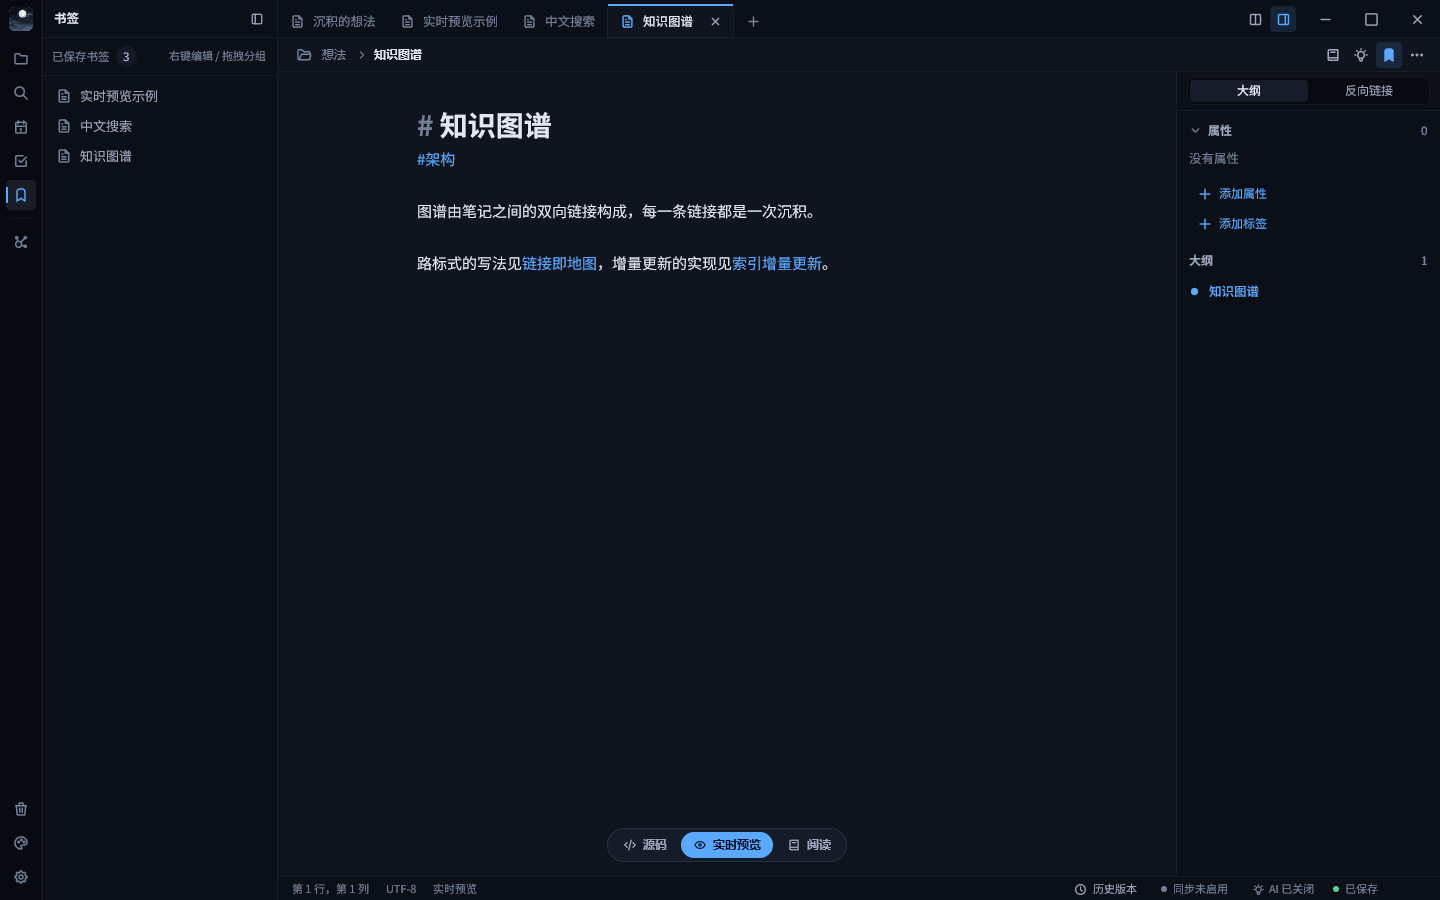 书签
沉积的想法
实时预览示例
中文搜索
知识图谱
已保存书签 3 右键编辑 / 拖拽分组
想法 知识图谱
实时预览示例
中文搜索
知识图谱
# 知识图谱
#架构
图谱由笔记之间的双向链接构成，每一条链接都是一次沉积。
路标式的写法见链接即地图，增量更新的实现见索引增量更新。
大纲 反向链接
属性 0
没有属性
添加属性
添加标签
大纲 1
知识图谱
源码 实时预览 阅读
第 1 行，第 1 列 UTF-8 实时预览 历史版本 同步未启用 AI 已关闭 已保存